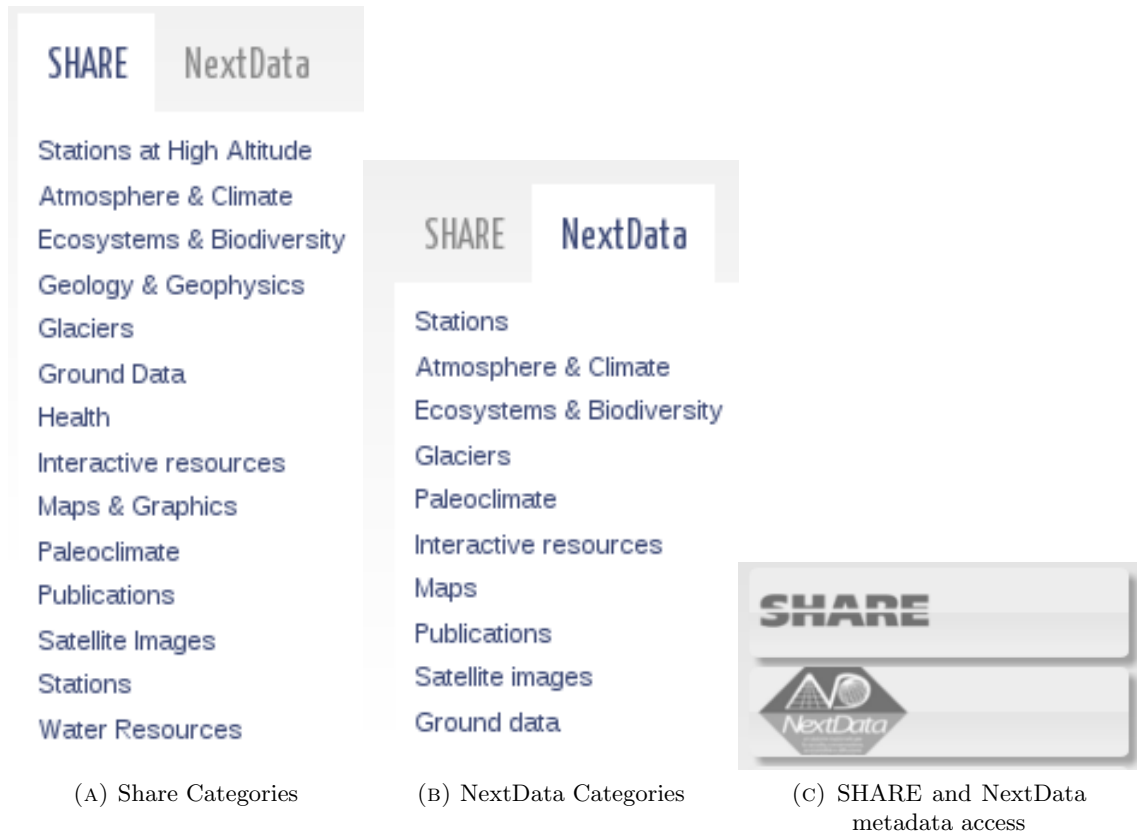 SHARE NextData
Stations at High Altitude
Atmosphere & Climate
Ecosystems & Biodiversity
Geology & Geophysics
Glaciers
Ground Data
Health
Interactive resources
Maps & Graphics
Paleoclimate
Publications
Satellite Images
Stations
Water Resources
(A) Share Categories
SHARE NextData
Stations
Atmosphere & Climate
Ecosystems & Biodiversity
Glaciers
Paleoclimate
Interactive resources
Maps
Publications
Satellite images
Ground data
(B) NextData Categories
SHARE
ND
NextData
(C) SHARE and NextData
metadata access